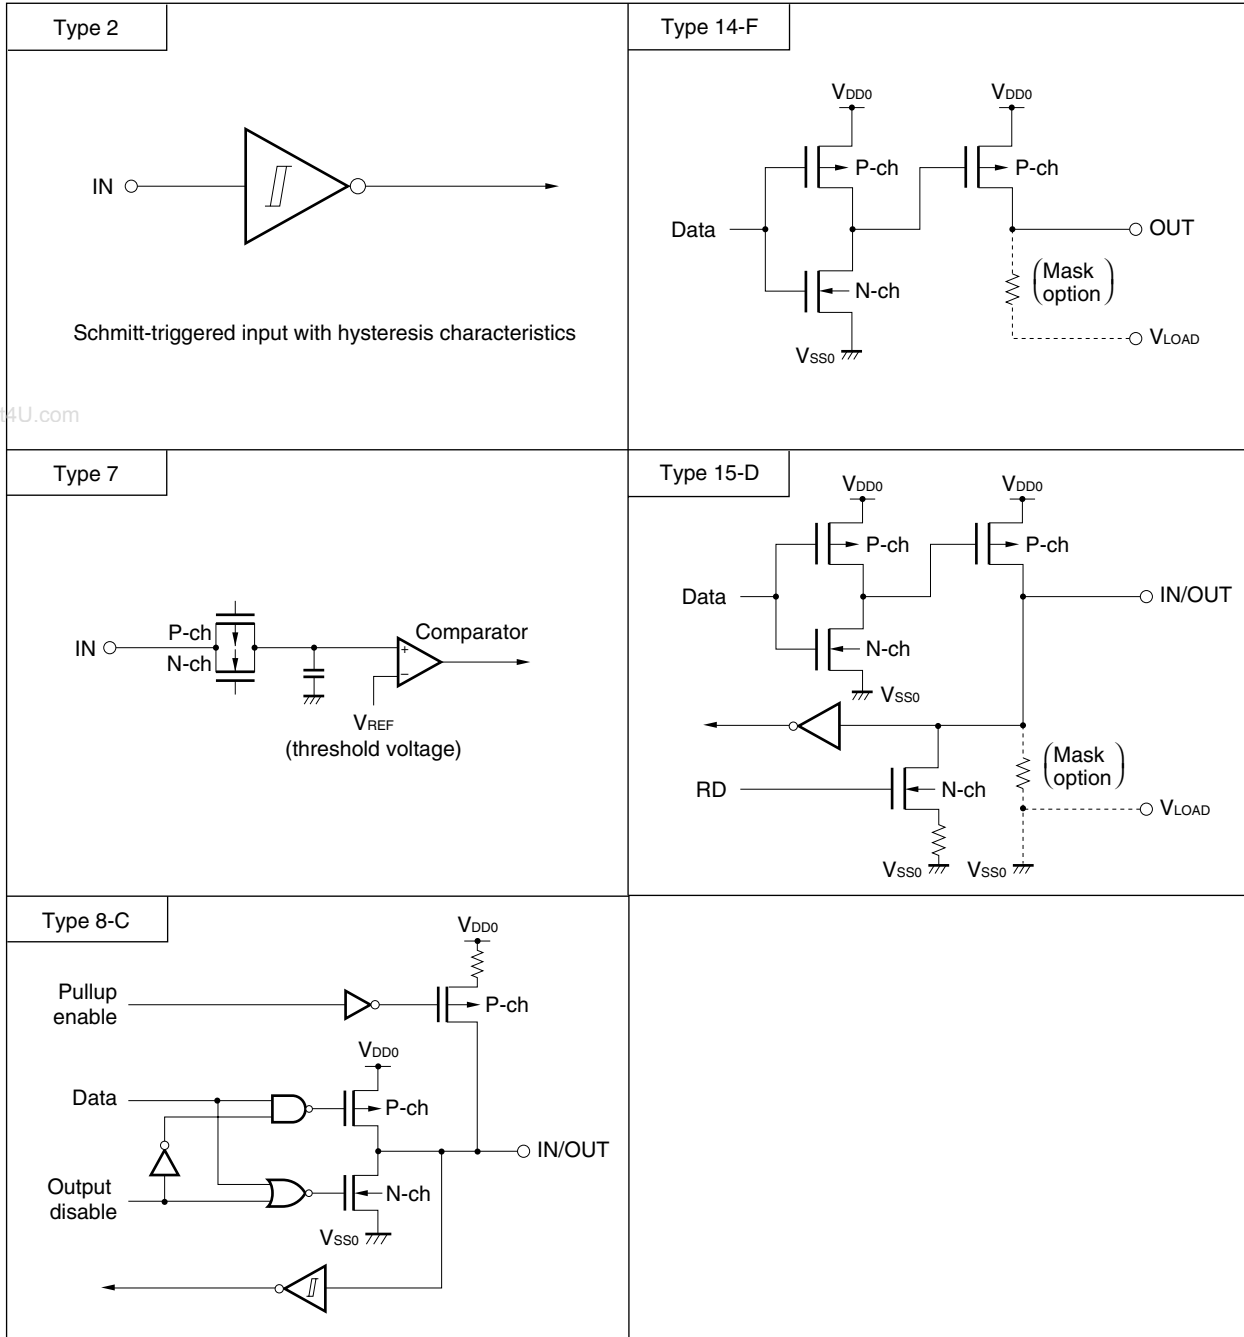 Type 2
IN
Schmitt-triggered input with hysteresis characteristics
t4U.com
Type 14-F
VDD0
VDD0
P-ch
P-ch
Data
OUT
N-ch
(Mask
option)
VSS0
VLOAD
Type 7
IN
P-ch
N-ch
Comparator
+
−
VREF
(threshold voltage)
Type 15-D
VDD0
VDD0
P-ch
P-ch
Data
IN/OUT
N-ch
VSS0
(Mask
option)
RD
N-ch
VLOAD
VSS0
VSS0
Type 8-C
VDD0
Pullup
enable
P-ch
VDD0
Data
P-ch
IN/OUT
Output
disable
N-ch
VSS0